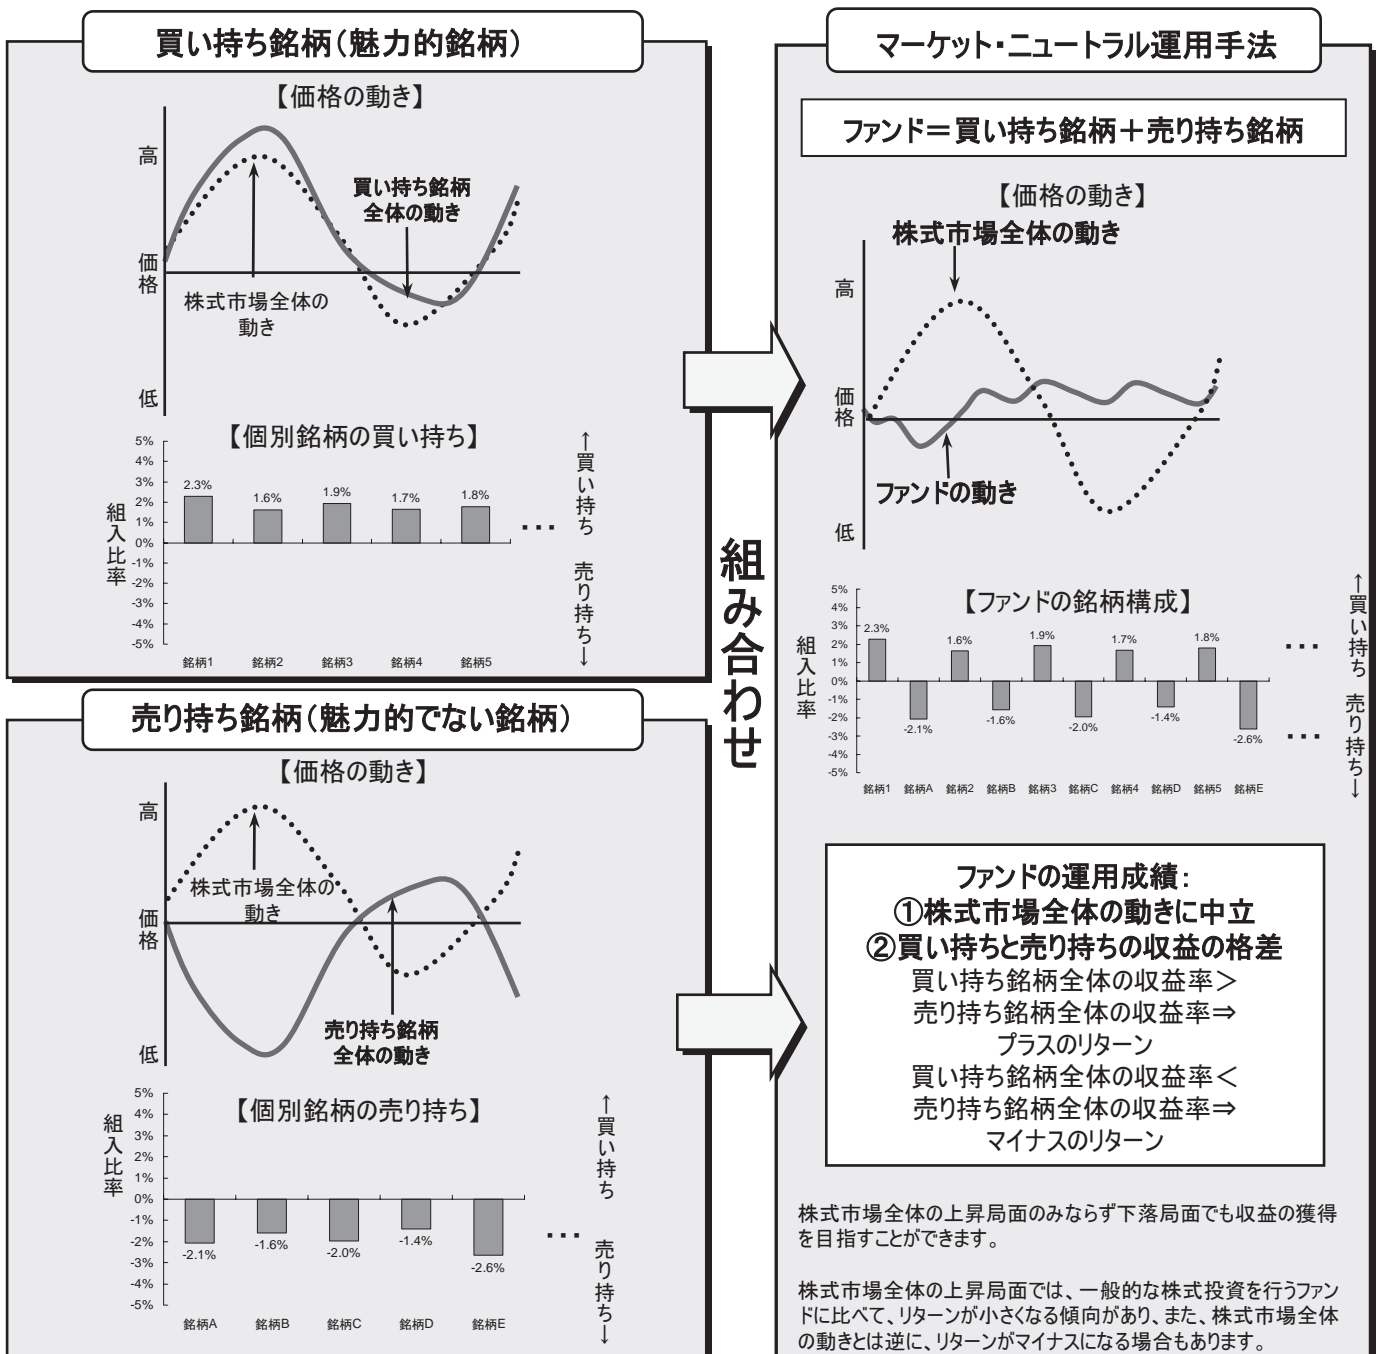 買い持ち銘柄（魅力的銘柄）
【価格の動き】
高
価格
低
買い持ち銘柄
全体の動き
株式市場全体の
動き
【個別銘柄の買い持ち】
組入比率
5%
4%
3%
2%
1%
0%
-1%
-2%
-3%
-4%
-5%
2.3%
1.6%
1.9%
1.7%
1.8%
…
銘柄1
銘柄2
銘柄3
銘柄4
銘柄5
↑買い持ち 売り持ち↓
売り持ち銘柄（魅力的でない銘柄）
【価格の動き】
高
価格
低
株式市場全体の
動き
売り持ち銘柄
全体の動き
【個別銘柄の売り持ち】
組入比率
5%
4%
3%
2%
1%
0%
-1%
-2%
-3%
-4%
-5%
-2.1%
-1.6%
-2.0%
-1.4%
-2.6%
…
銘柄A
銘柄B
銘柄C
銘柄D
銘柄E
↑買い持ち 売り持ち↓
組み合わせ
マーケット・ニュートラル運用手法
ファンド＝買い持ち銘柄＋売り持ち銘柄
【価格の動き】
株式市場全体の動き
高
価格
低
ファンドの動き
【ファンドの銘柄構成】
組入比率
5%
4%
3%
2%
1%
0%
-1%
-2%
-3%
-4%
-5%
2.3%
-2.1%
1.6%
-1.6%
1.9%
-2.0%
1.7%
-1.4%
1.8%
-2.6%
…
…
銘柄1
銘柄A
銘柄2
銘柄B
銘柄3
銘柄C
銘柄4
銘柄D
銘柄5
銘柄E
↑買い持ち 売り持ち↓
ファンドの運用成績：
①株式市場全体の動きに中立
②買い持ちと売り持ちの収益の格差
買い持ち銘柄全体の収益率＞
売り持ち銘柄全体の収益率⇒
プラスのリターン
買い持ち銘柄全体の収益率＜
売り持ち銘柄全体の収益率⇒
マイナスのリターン
株式市場全体の上昇局面のみならず下落局面でも収益の獲得
を目指すことができます。
株式市場全体の上昇局面では、一般的な株式投資を行うファン
ドに比べて、リターンが小さくなる傾向があり、また、株式市場全体
の動きとは逆に、リターンがマイナスになる場合もあります。